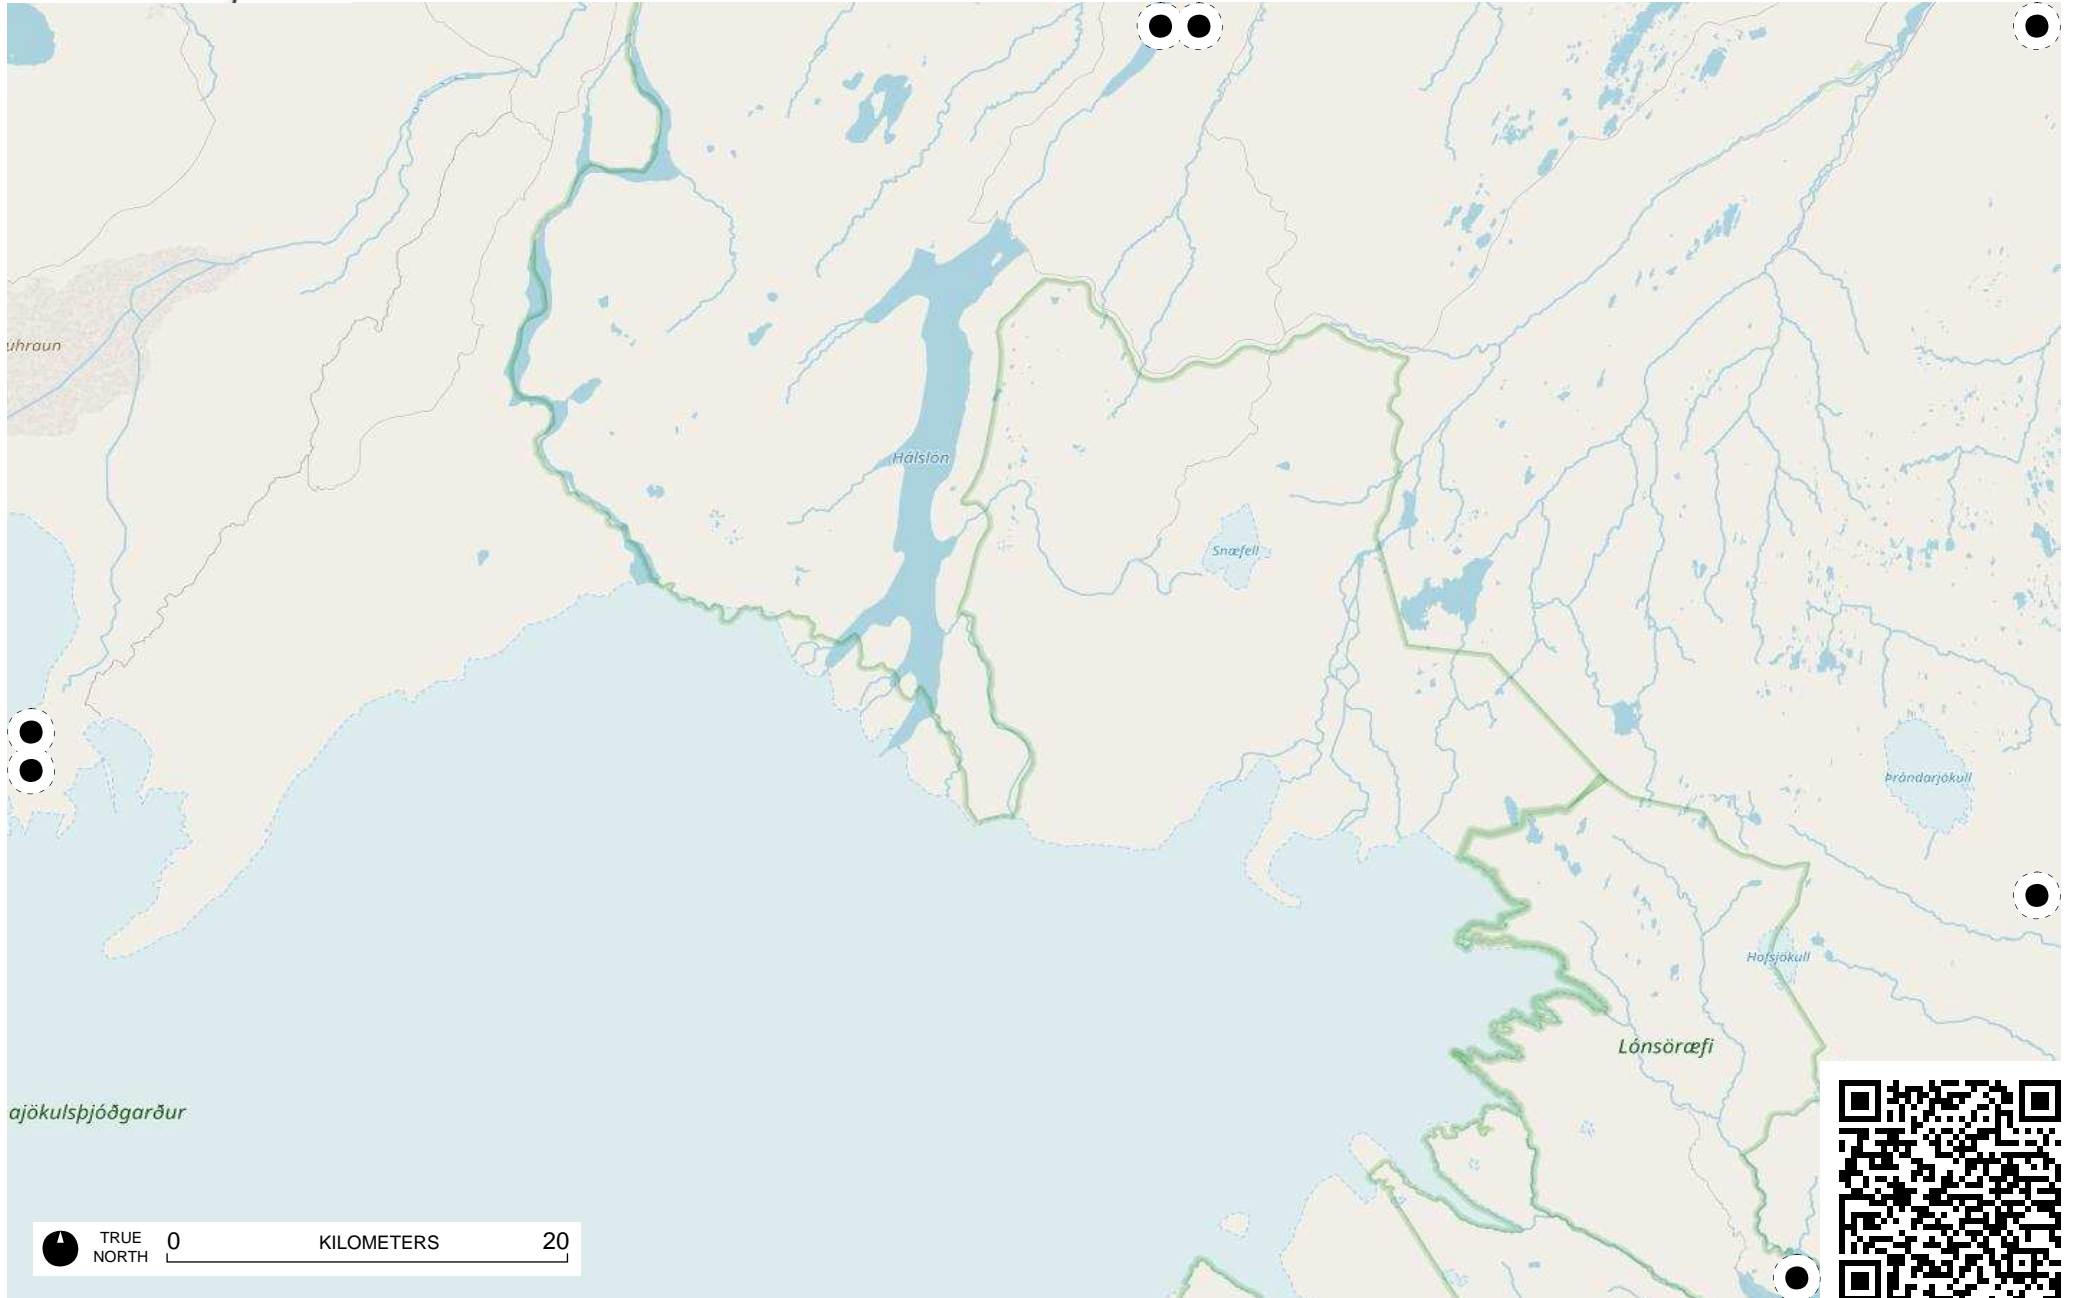 uhraun
Hálslón
Snæfell
Þrándarjökull
Hofsjökull
Lónsöræfi
ajökulsþjóðgarður
TRUE
NORTH
0 KILOMETERS 20